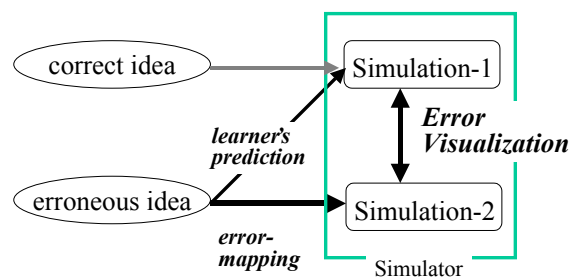 correct idea
Simulation-1
learner's
prediction
Error
Visualization
erroneous idea
Simulation-2
error-
mapping
Simulator